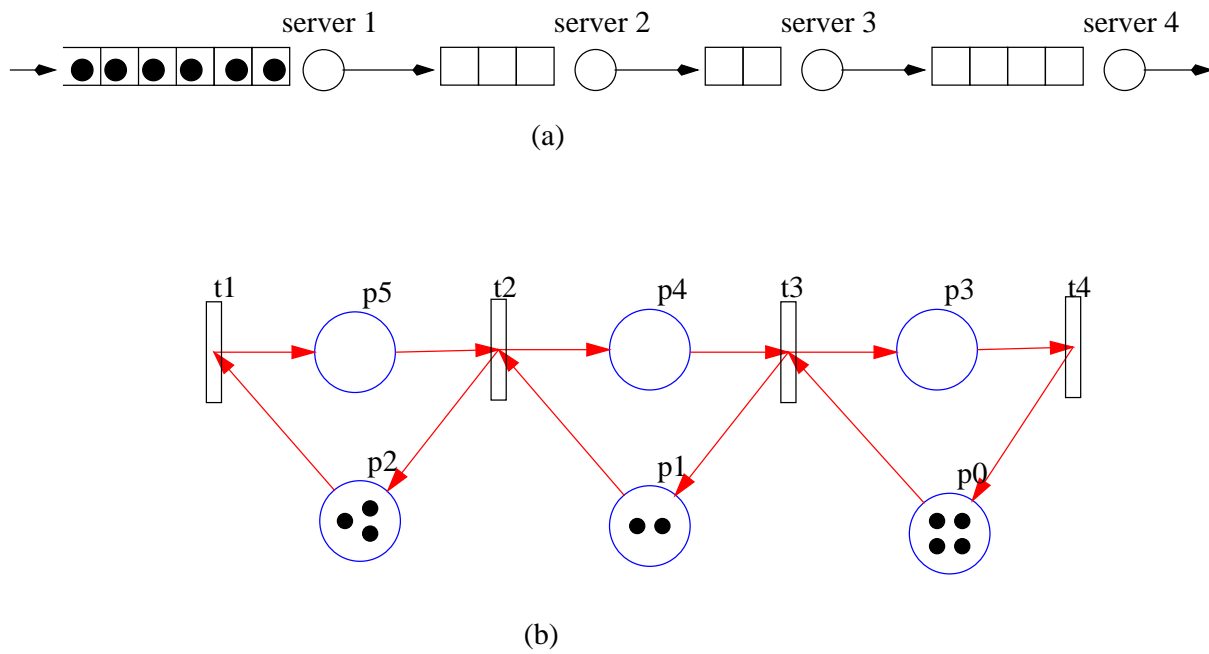 server 1 server 2 server 3 server 4
(a)
t1 p5 t2 p4 t3 p3 t4
p2 p1 p0
(b)